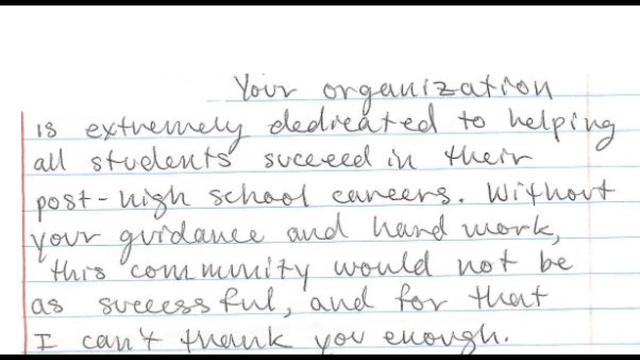 Your organization
is extremely dedicated to helping
all students succeed in their
post-high school careers. Without
your guidance and hard work,
this community would not be
as successful, and for that
I can't thank you enough.